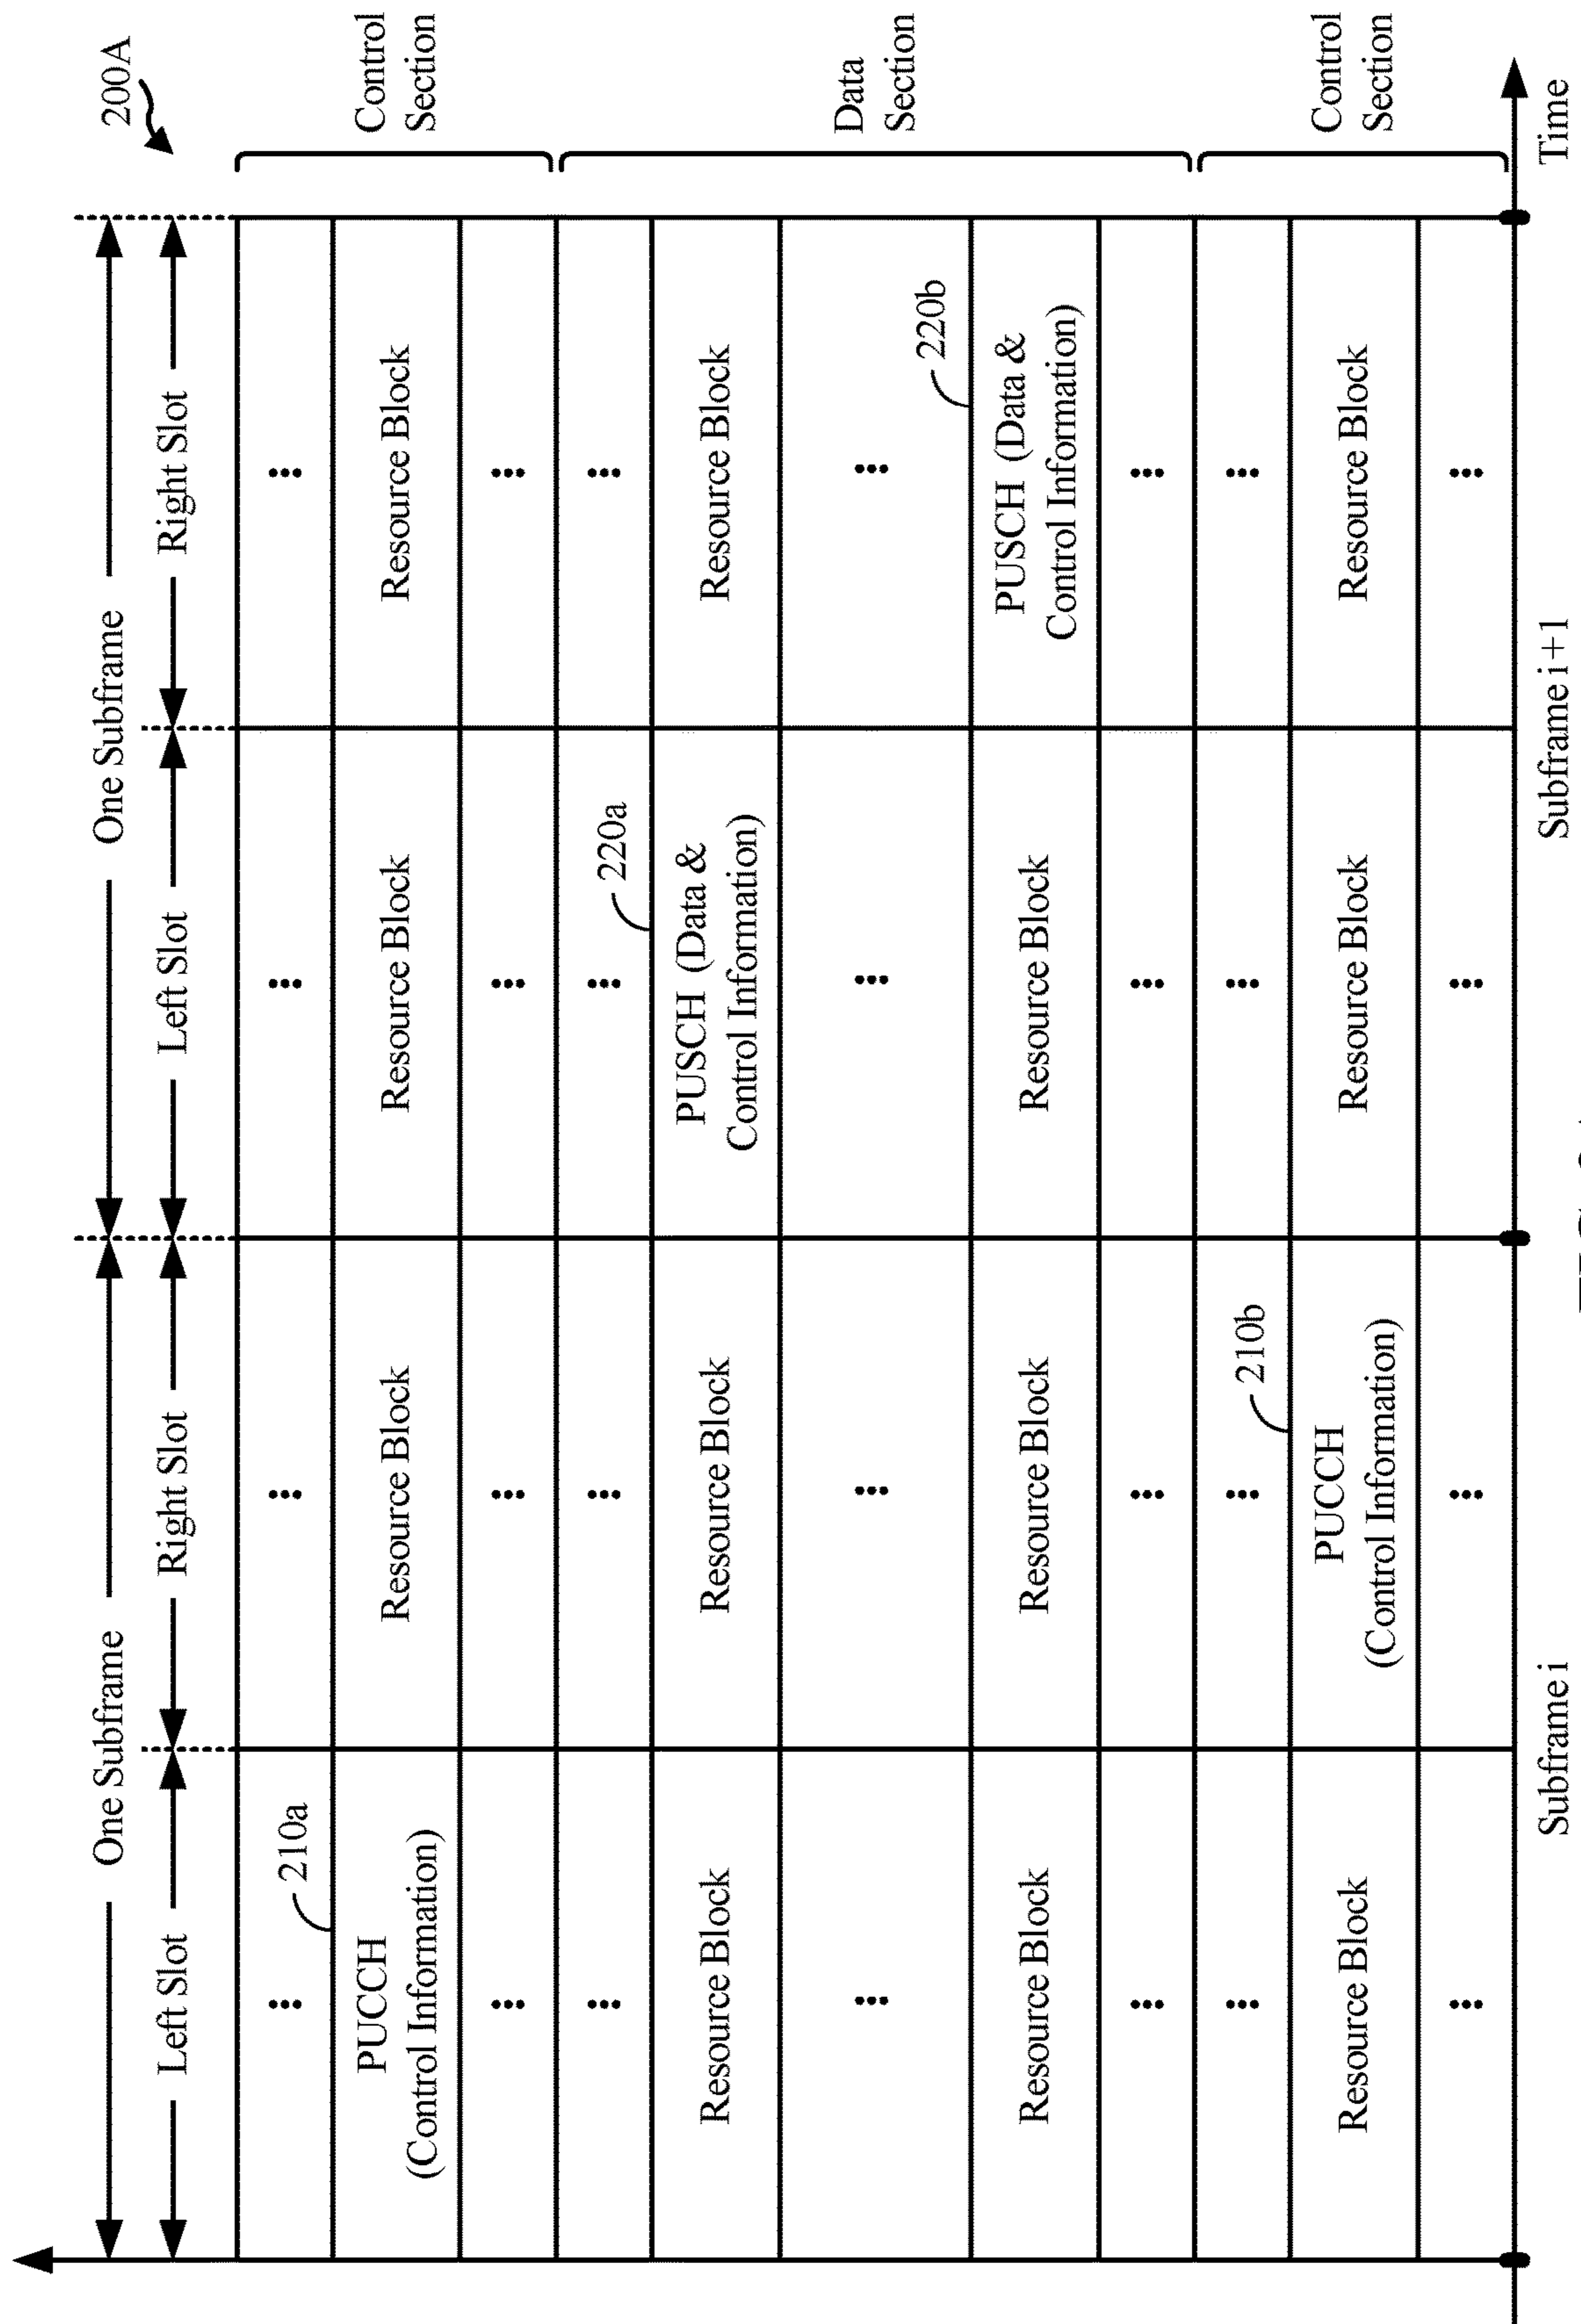 200A
One Subframe
One Subframe
Left Slot
Right Slot
Left Slot
Right Slot
210a
PUCCH
(Control Information)
Resource Block
Resource Block
Resource Block
Control
Section
220a
Resource Block
Resource Block
PUSCH (Data &
Control Information)
Resource Block
Data
Section
220b
Resource Block
Resource Block
Resource Block
PUSCH (Data &
Control Information)
210b
Resource Block
PUCCH
(Control Information)
Resource Block
Resource Block
Control
Section
Subframe i
Subframe i+1
Time